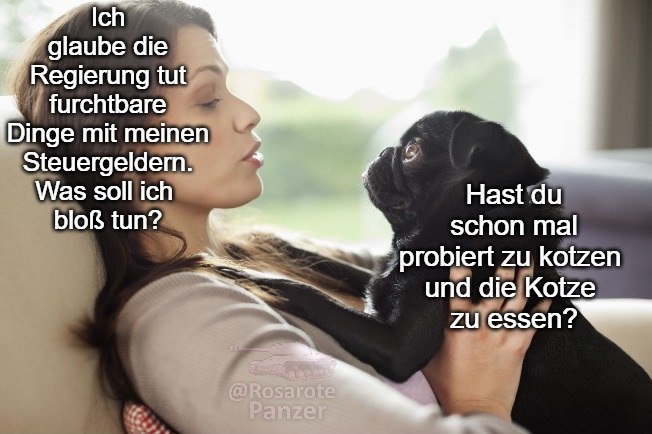 Ich
glaube die
Regierung tut
furchtbare
Dinge mit meinen
Steuergeldern.
Was soll ich
bloß tun?
Hast du
schon mal
probiert zu kotzen
und die Kotze
zu essen?
@Rosarote
Panzer